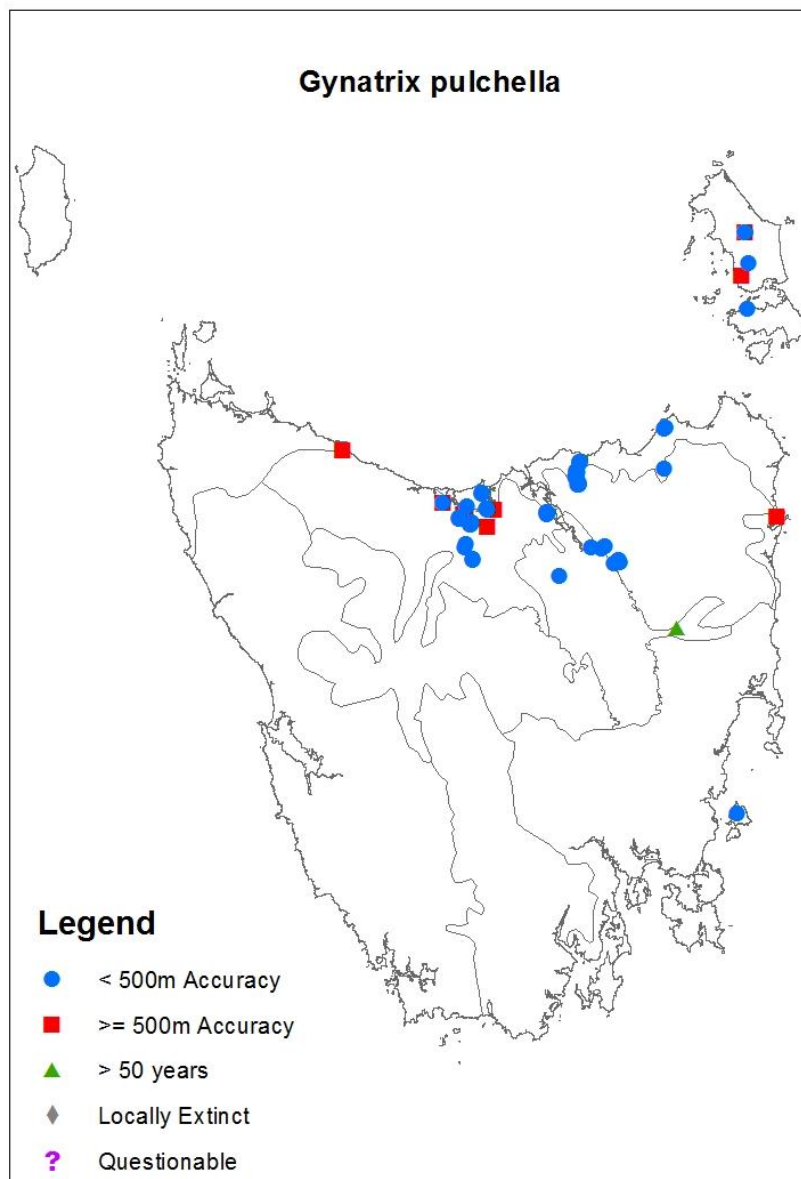 Gynatrix pulchella
Legend
< 500m Accuracy
>= 500m Accuracy
> 50 years
Locally Extinct
? Questionable